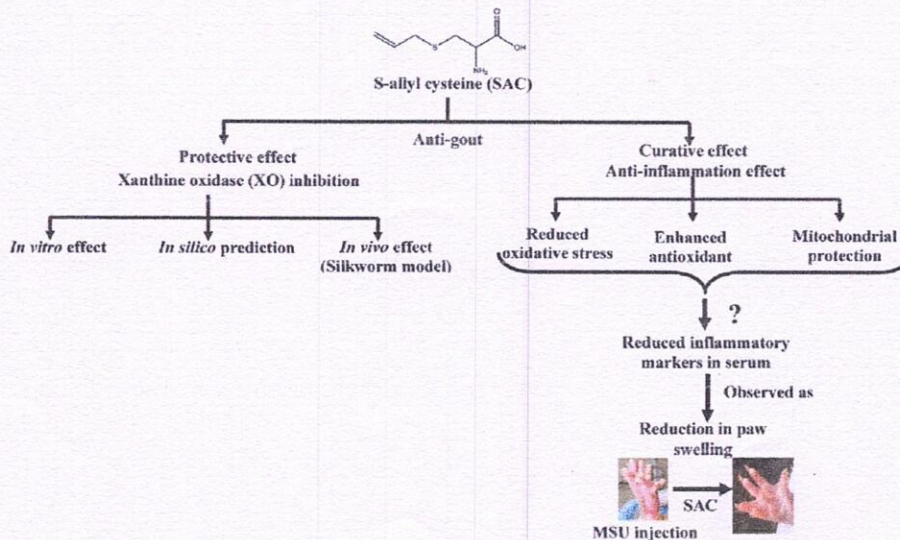 O
S
OH
NH₂
S-allyl cysteine (SAC)
Anti-gout
Protective effect
Xanthine oxidase (XO) inhibition
In vitro effect
In silico prediction
In vivo effect
(Silkworm model)
Curative effect
Anti-inflammation effect
Reduced
oxidative stress
Enhanced
antioxidant
Mitochondrial
protection
?
Reduced inflammatory
markers in serum
Observed as
Reduction in paw
swelling
SAC
MSU injection